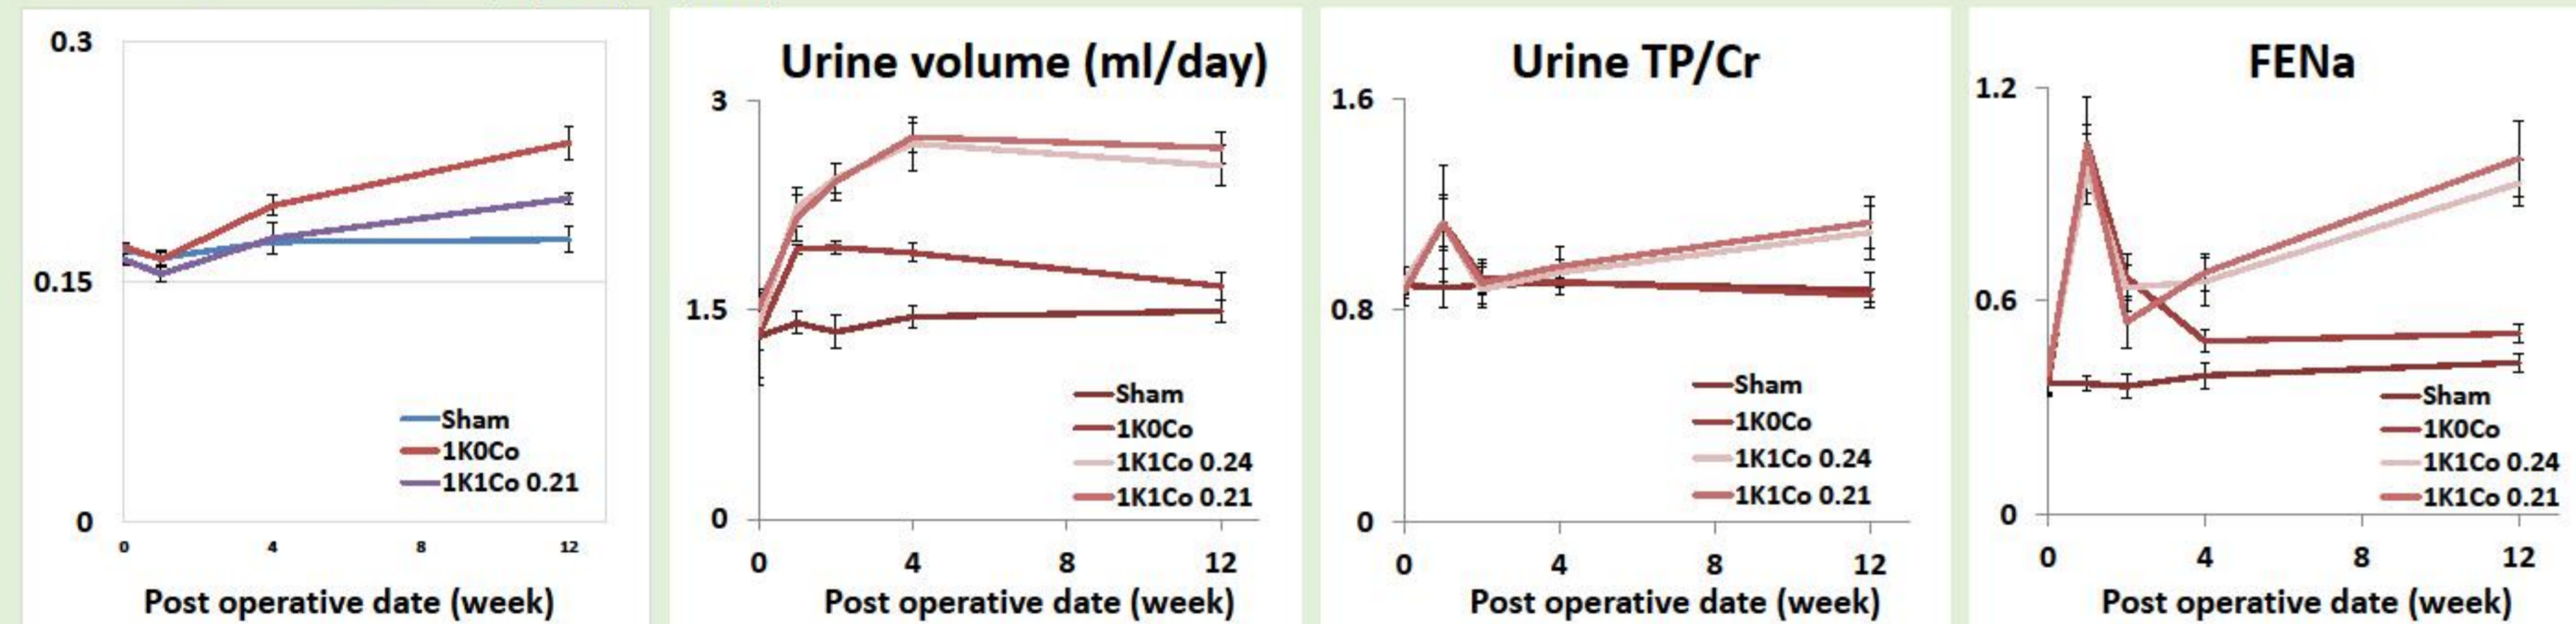 0.3
0.15
0
0 4 8 12
Post operative date (week)
Sham
1K0Co
1K1Co 0.21
Urine volume (ml/day)
3
1.5
0
0 4 8 12
Post operative date (week)
Sham
1K0Co
1K1Co 0.24
1K1Co 0.21
Urine TP/Cr
1.6
0.8
0
0 4 8 12
Post operative date (week)
Sham
1K0Co
1K1Co 0.24
1K1Co 0.21
FENa
1.2
0.6
0
0 4 8 12
Post operative date (week)
Sham
1K0Co
1K1Co 0.24
1K1Co 0.21